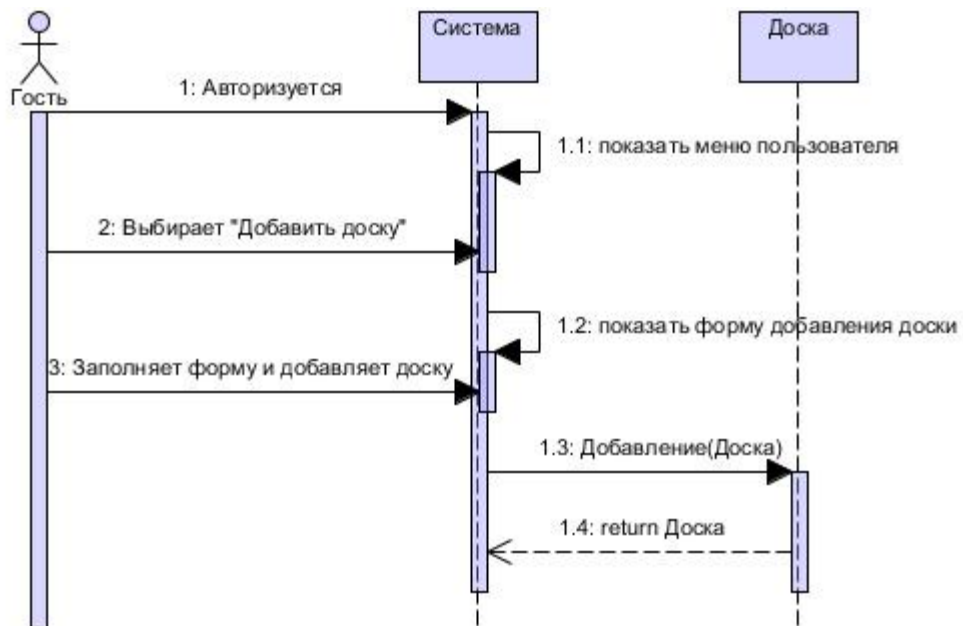 Система
Доска
Гость
1: Авторизуется
1.1: показать меню пользователя
2: Выбирает "Добавить доску"
1.2: показать форму добавления доски
3: Заполняет форму и добавляет доску
1.3: Добавление(Доска)
1.4: return Доска